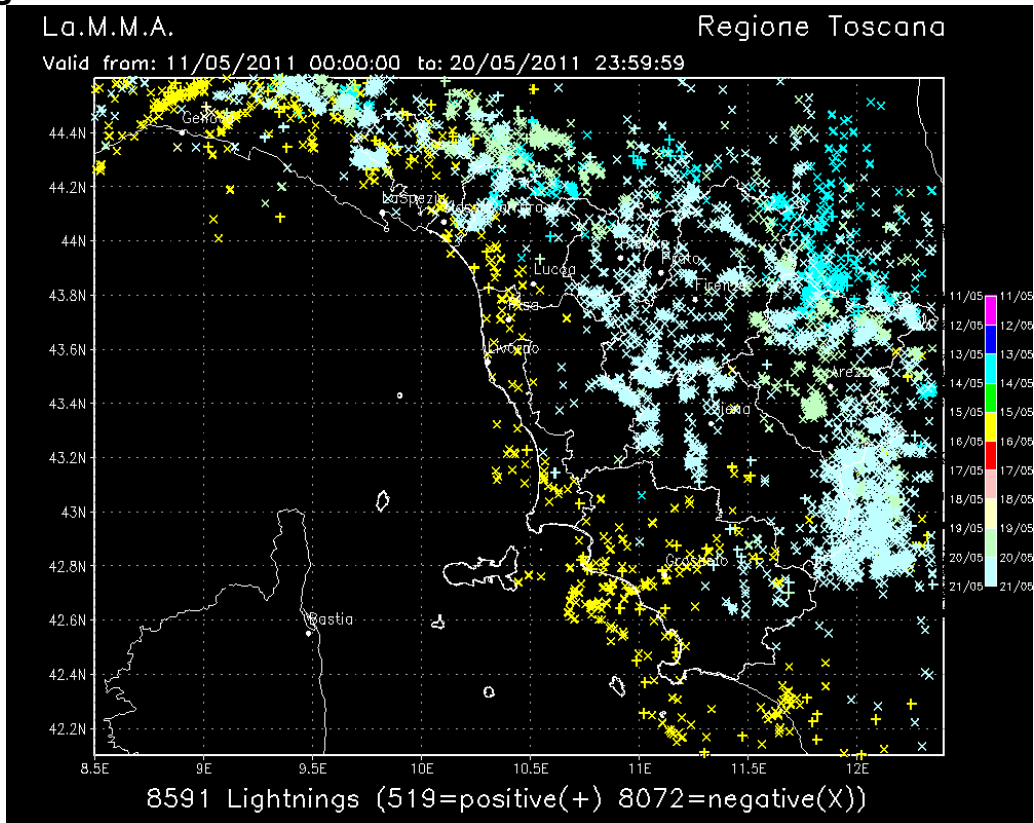 La.M.M.A. Regione Toscana
Valid from: 11/05/2011 00:00:00 to: 20/05/2011 23:59:59
44.4N
44.2N
44N
43.8N
43.6N
43.4N
43.2N
43N
42.8N
42.6N
42.4N
42.2N
LaSpezia
Lucca
Prato
Livorno
Siena
Grosseto
Bastia
11/05 11/05
12/05 12/05
13/05 13/05
14/05 14/05
15/05 15/05
16/05 16/05
17/05 17/05
18/05 18/05
19/05 19/05
20/05 20/05
21/05 21/05
8.5E 9E 9.5E 10E 10.5E 11E 11.5E 12E
8591 Lightnings (519=positive(+) 8072=negative(X))